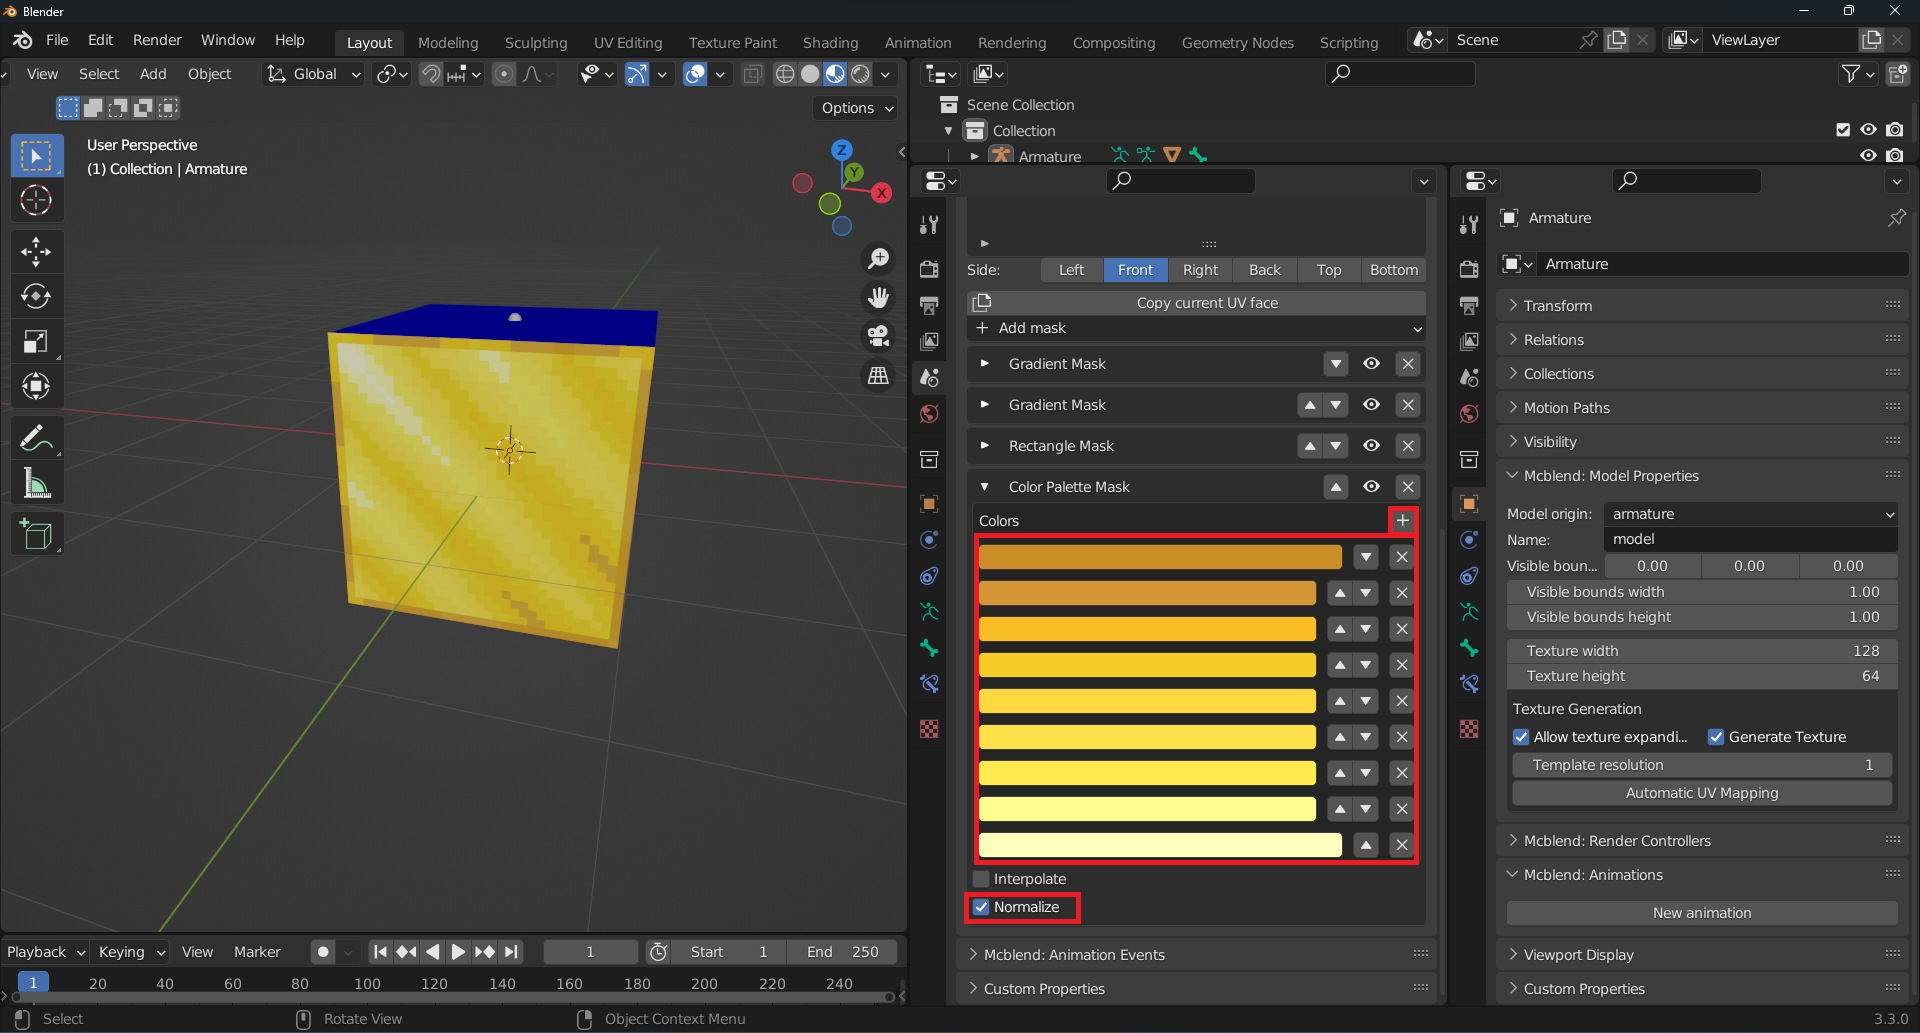 Blender
File Edit Render Window Help Layout Modeling Sculpting UV Editing Texture Paint Shading Animation Rendering Compositing Geometry Nodes Scripting Scene ViewLayer
View Select Add Object Global
Options
User Perspective
(1) Collection | Armature
Z
Y
X
Scene Collection
Collection
Armature
Side: Left Front Right Back Top Bottom
Copy current UV face
Add mask
Gradient Mask
Gradient Mask
Rectangle Mask
Color Palette Mask
Colors
Interpolate
Normalize
Mcblend: Animation Events
Custom Properties
Armature
Armature
Transform
Relations
Collections
Motion Paths
Visibility
Mcblend: Model Properties
Model origin: armature
Name: model
Visible boun... 0.00 0.00 0.00
Visible bounds width 1.00
Visible bounds height 1.00
Texture width 128
Texture height 64
Texture Generation
Allow texture expandi... Generate Texture
Template resolution 1
Automatic UV Mapping
Mcblend: Render Controllers
Mcblend: Animations
New animation
Viewport Display
Custom Properties
Playback Keying View Marker 1 Start 1 End 250
1 20 40 60 80 100 120 140 160 180 200 220 240
Select Rotate View Object Context Menu 3.3.0